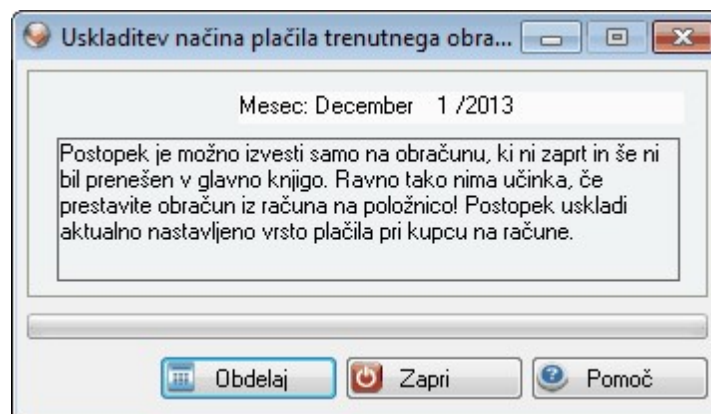 Uskladitev načina plačila trenutnega obra...
Mesec: December 1 /2013
Postopek je možno izvesti samo na obračunu, ki ni zaprt in še ni
bil prenešen v glavno knjigo. Ravno tako nima učinka, če
prestavite obračun iz računa na položnico! Postopek uskladi
aktualno nastavljeno vrsto plačila pri kupcu na račune.
Obdelaj Zapri Pomoč